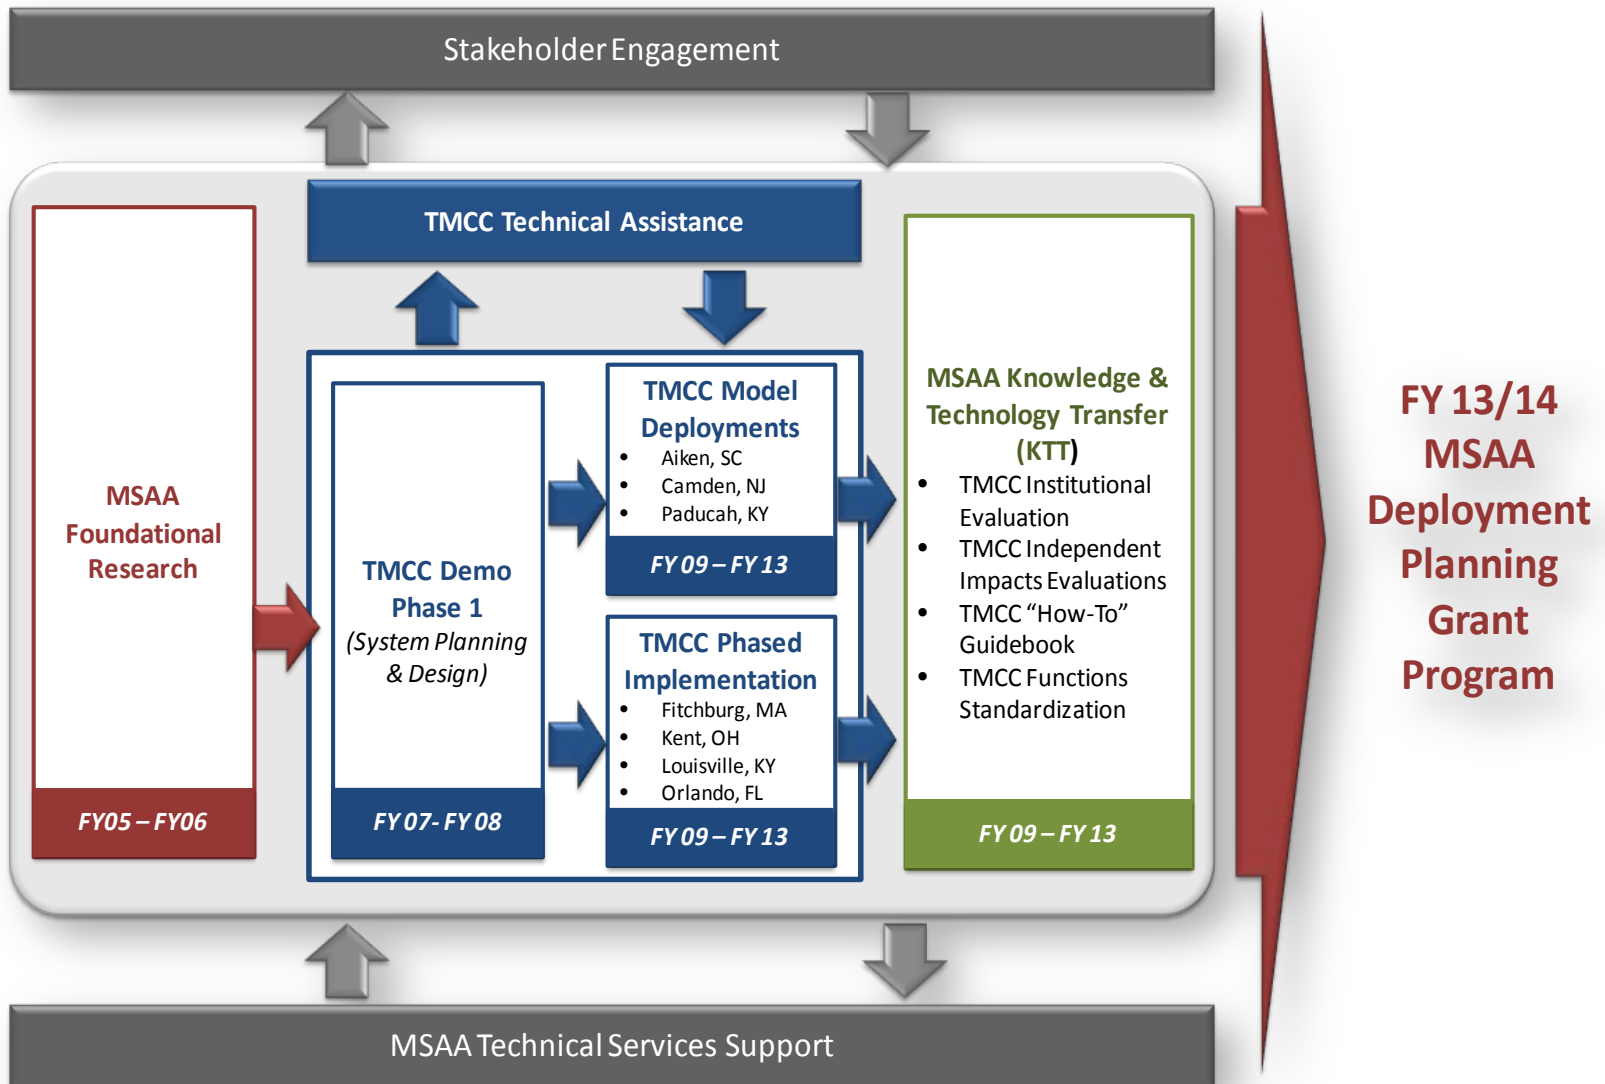 Stakeholder Engagement
TMCC Technical Assistance
MSAA
Foundational
Research
FY05 – FY06
TMCC Demo
Phase 1
(System Planning
& Design)
FY 07- FY 08
TMCC Model
Deployments
• Aiken, SC
• Camden, NJ
• Paducah, KY
FY 09 – FY 13
TMCC Phased
Implementation
• Fitchburg, MA
• Kent, OH
• Louisville, KY
• Orlando, FL
FY 09 – FY 13
MSAA Knowledge &
Technology Transfer
(KTT)
• TMCC Institutional
Evaluation
• TMCC Independent
Impacts Evaluations
• TMCC “How-To”
Guidebook
• TMCC Functions
Standardization
FY 09 – FY 13
FY 13/14
MSAA
Deployment
Planning
Grant
Program
MSAA Technical Services Support